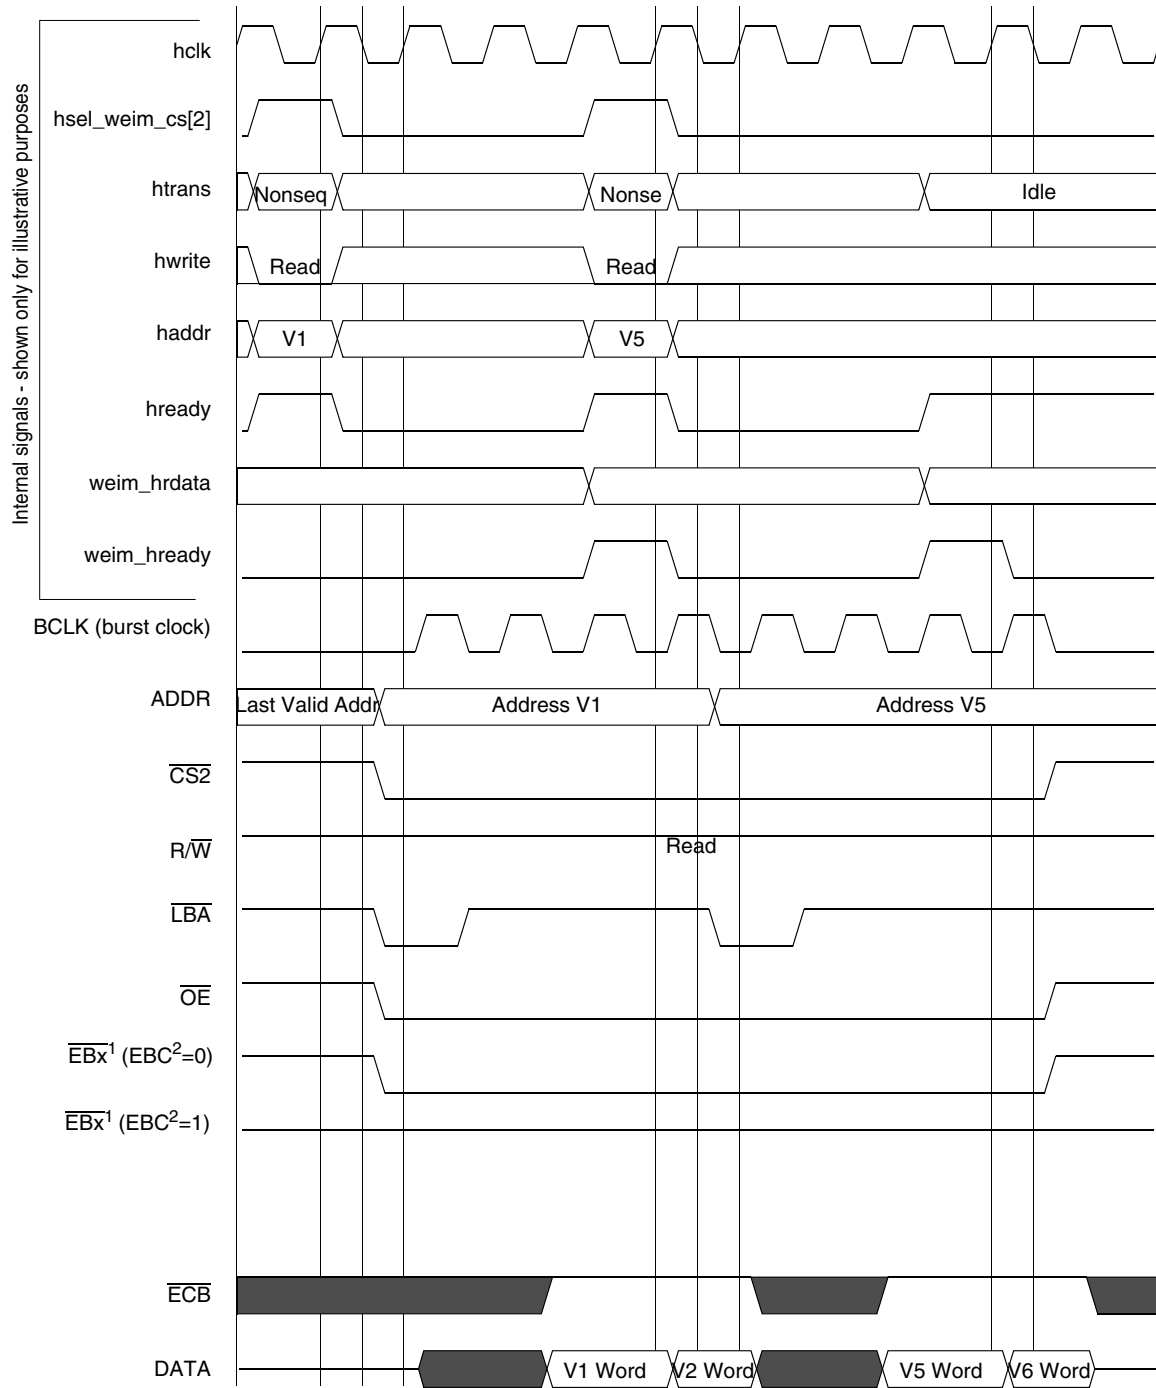 Internal signals - shown only for illustrative purposes
hclk
hsel_weim_cs[2]
htrans
Nonseq
Nonse
Idle
hwrite
Read
Read
haddr
V1
V5
hready
weim_hrdata
weim_hready
BCLK (burst clock)
ADDR
Last Valid Addr
Address V1
Address V5
CS2
R/W
Read
LBA
OE
EBx1 (EBC2=0)
EBx1 (EBC2=1)
ECB
DATA
V1 Word
V2 Word
V5 Word
V6 Word